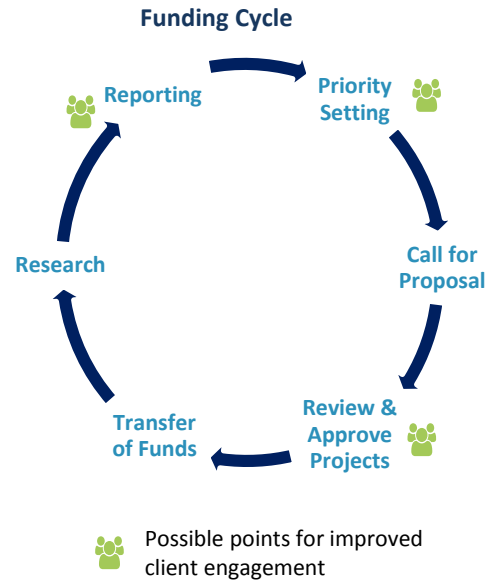 Funding Cycle
Reporting
Priority
Setting
Call for
Proposal
Review &
Approve
Projects
Transfer
of Funds
Research
Possible points for improved
client engagement